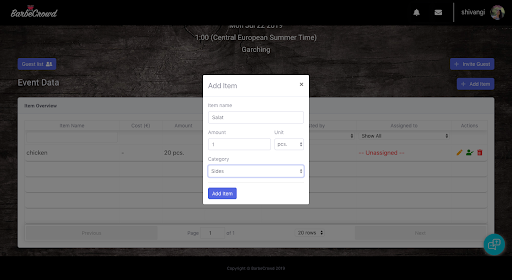 BarbeCrowd
shivangi
Mon Jul 22 2019
1:00 (Central European Summer Time)
Garching
Guest list
+ Invite Guest
Event Data
+ Add Item
Add Item
×
Item Overview
Item name
Salat
Item Name
Cost (€)
Amount
Assigned to
Actions
Amount
Unit
1
pcs.
Show All
chicken
-
20 pcs.
-- Unassigned --
Category
Sides
Add Item
Previous
Page
1
of 1
20 rows
Next
Copyright © BarbeCrowd 2019